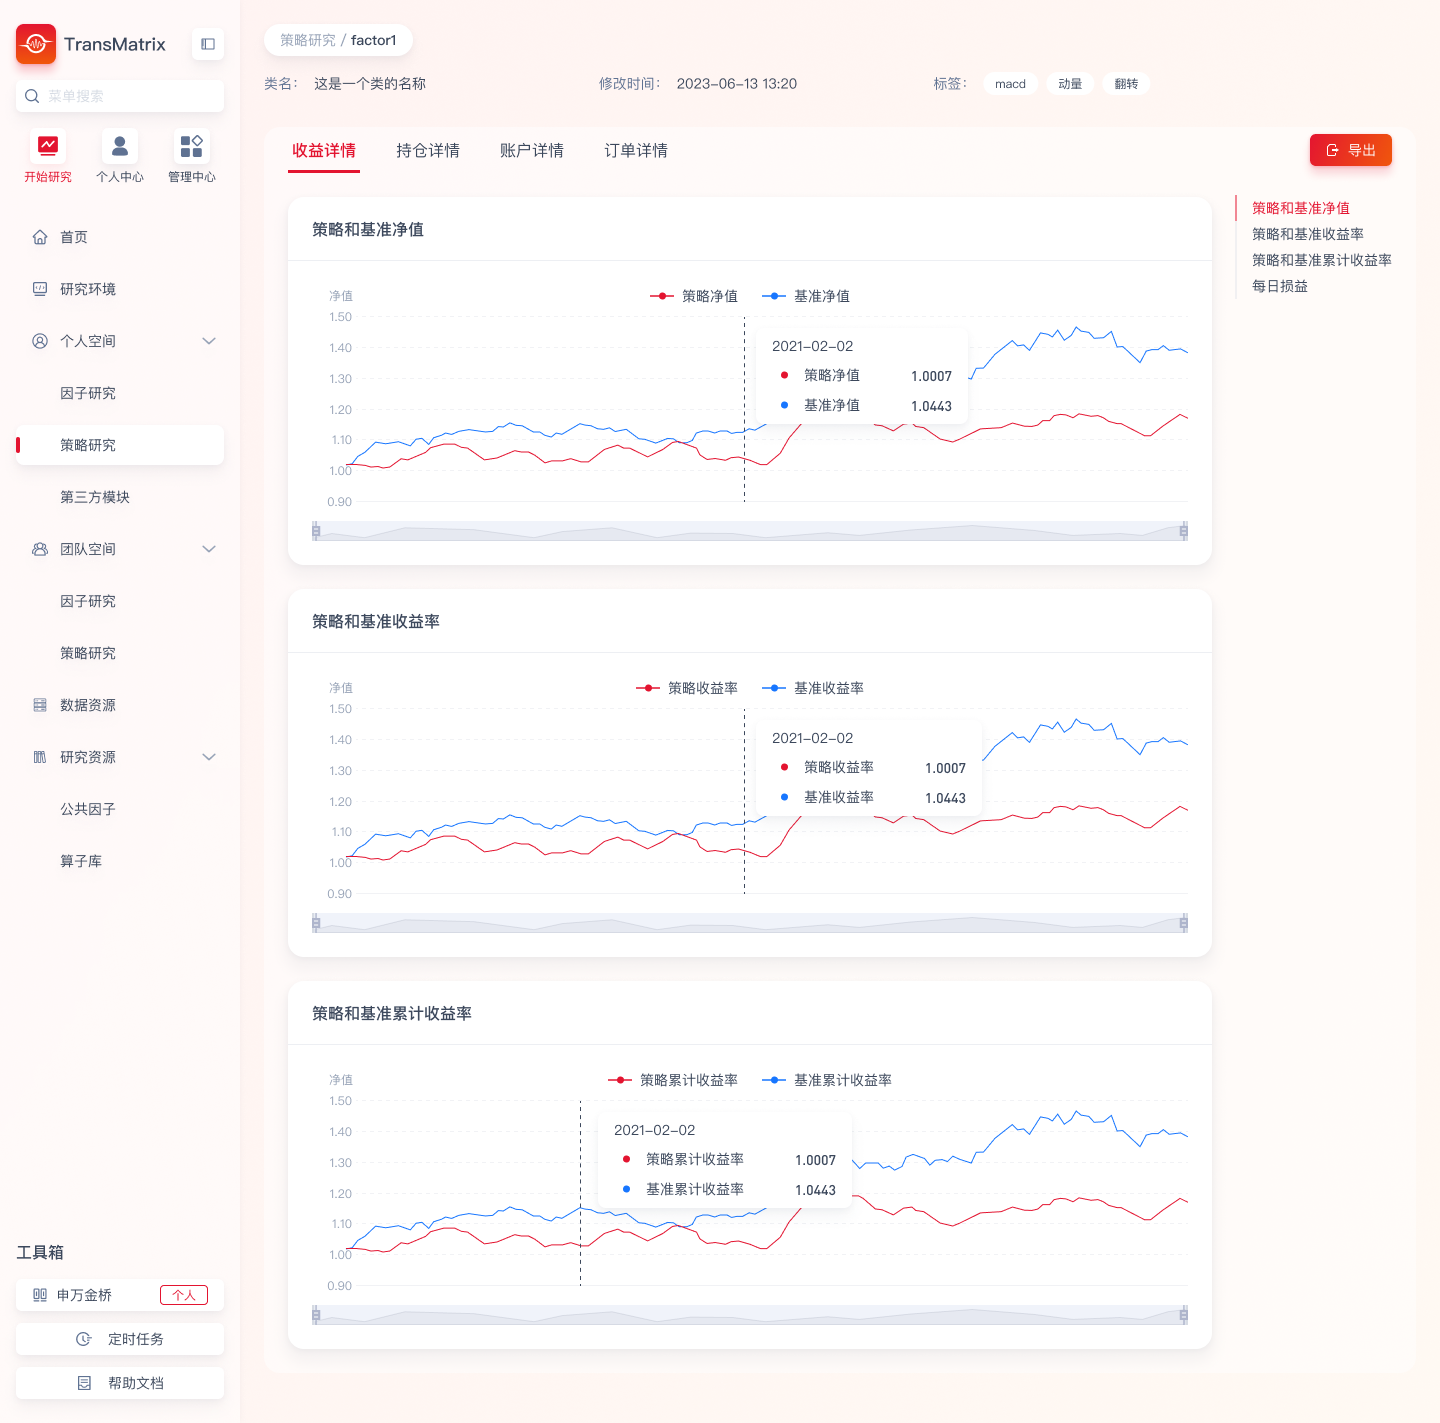 TransMatrix
菜单搜索
开始研究
个人中心
管理中心
首页
研究环境
个人空间
因子研究
策略研究
第三方模块
团队空间
因子研究
策略研究
数据资源
研究资源
公共因子
算子库
工具箱
申万金桥
个人
定时任务
帮助文档
策略研究 / factor1
类名： 这是一个类的名称
修改时间： 2023-06-13 13:20
标签： macd 动量 翻转
收益详情 持仓详情 账户详情 订单详情
导出
策略和基准净值
策略和基准收益率
策略和基准累计收益率
每日损益
策略和基准净值
净值
策略净值 基准净值
1.50
1.40
1.30
1.20
1.10
1.00
0.90
2021-02-02
策略净值 1.0007
基准净值 1.0443
策略和基准收益率
净值
策略收益率 基准收益率
1.50
1.40
1.30
1.20
1.10
1.00
0.90
2021-02-02
策略收益率 1.0007
基准收益率 1.0443
策略和基准累计收益率
净值
策略累计收益率 基准累计收益率
1.50
1.40
1.30
1.20
1.10
1.00
0.90
2021-02-02
策略累计收益率 1.0007
基准累计收益率 1.0443